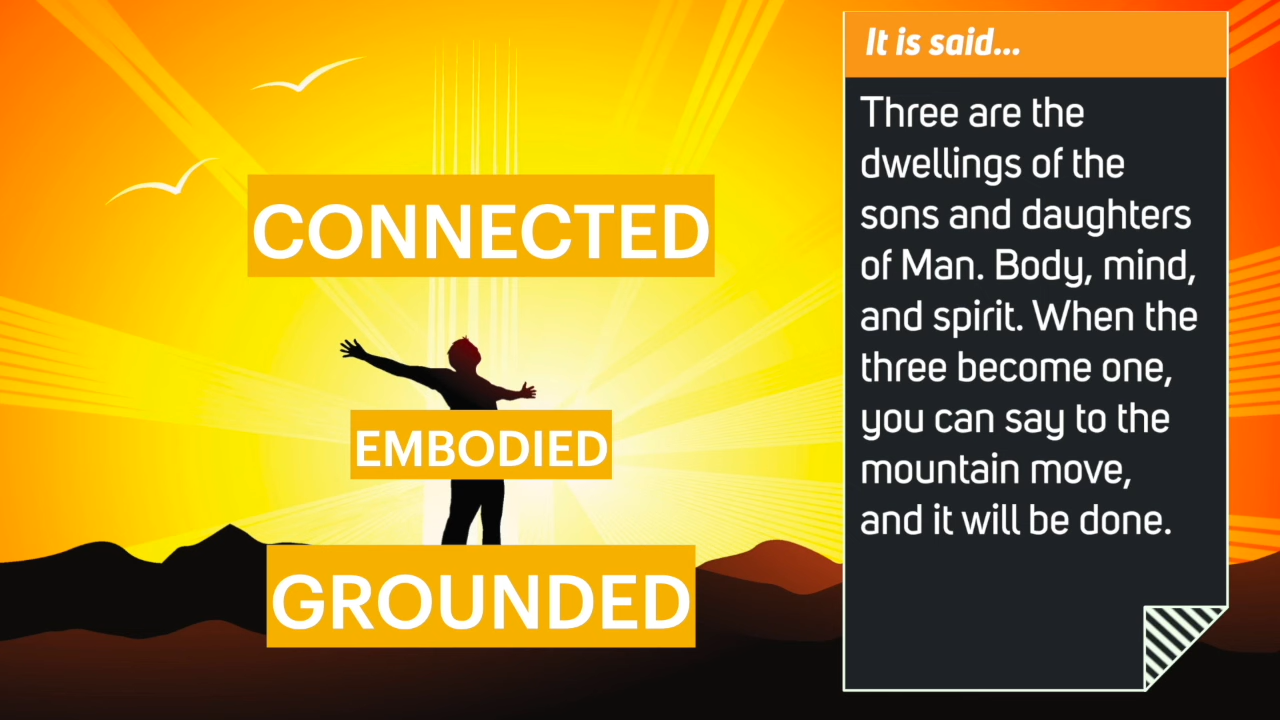 CONNECTED
EMBODIED
GROUNDED
It is said...
Three are the
dwellings of the
sons and daughters
of Man. Body, mind,
and spirit. When the
three become one,
you can say to the
mountain move,
and it will be done.